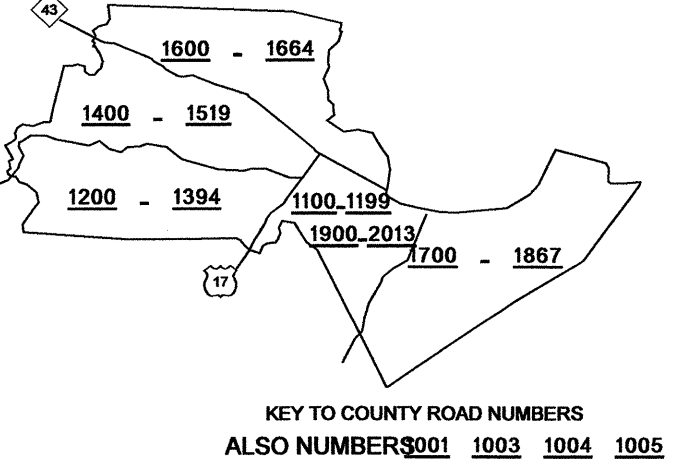 43
1600 - 1664
1400 - 1519
1200 - 1394
1100-1199
1900-2013
1700 - 1867
17
KEY TO COUNTY ROAD NUMBERS
ALSO NUMBERS 1001 1003 1004 1005